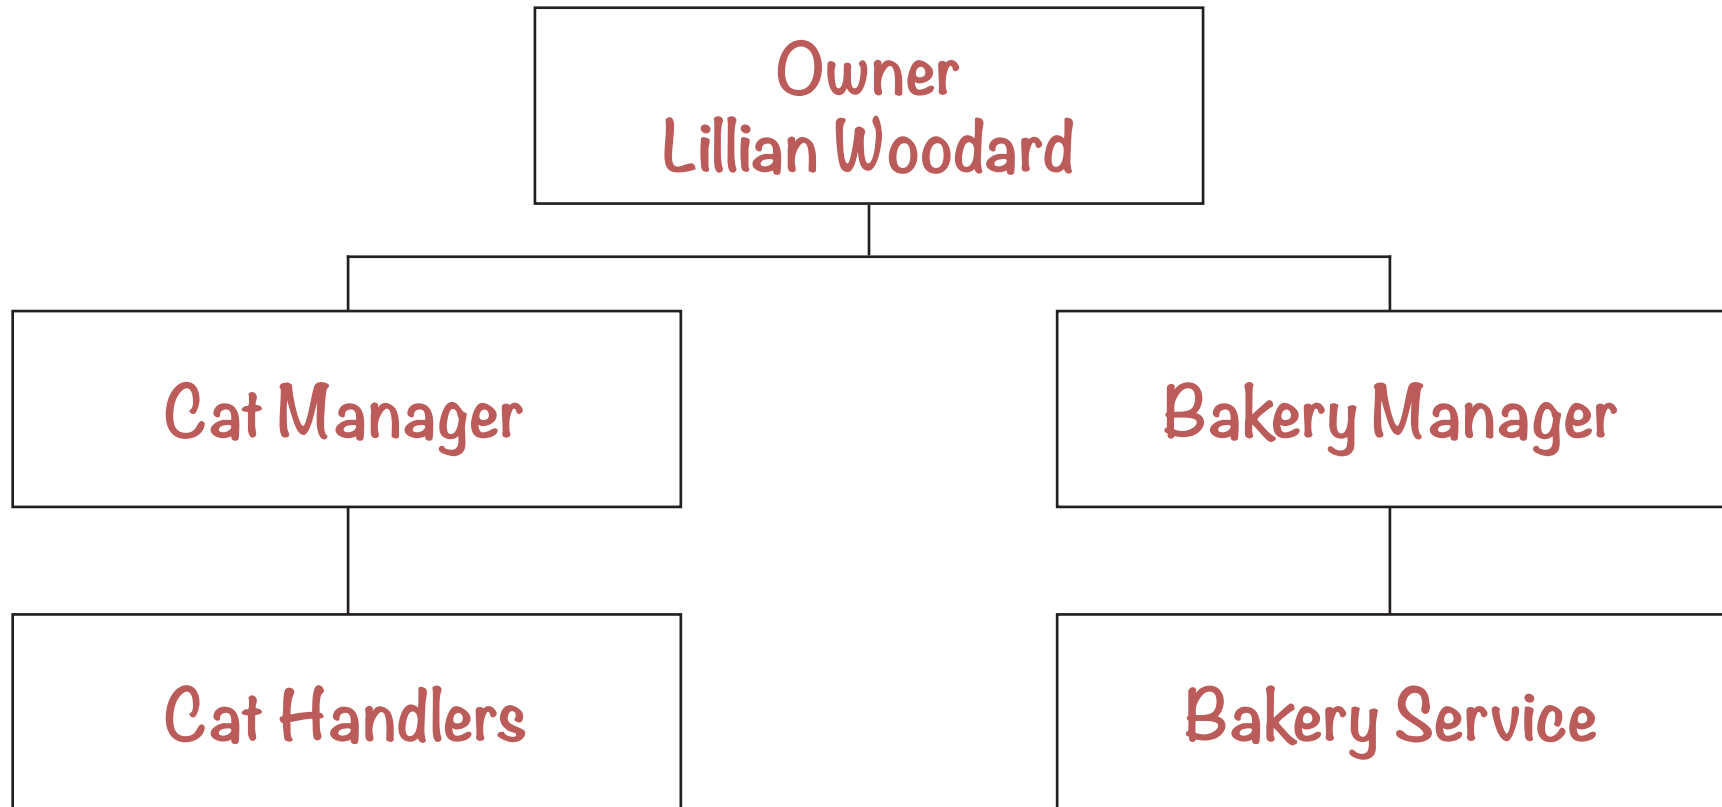 Owner
Lillian Woodard
Cat Manager
Bakery Manager
Cat Handlers
Bakery Service